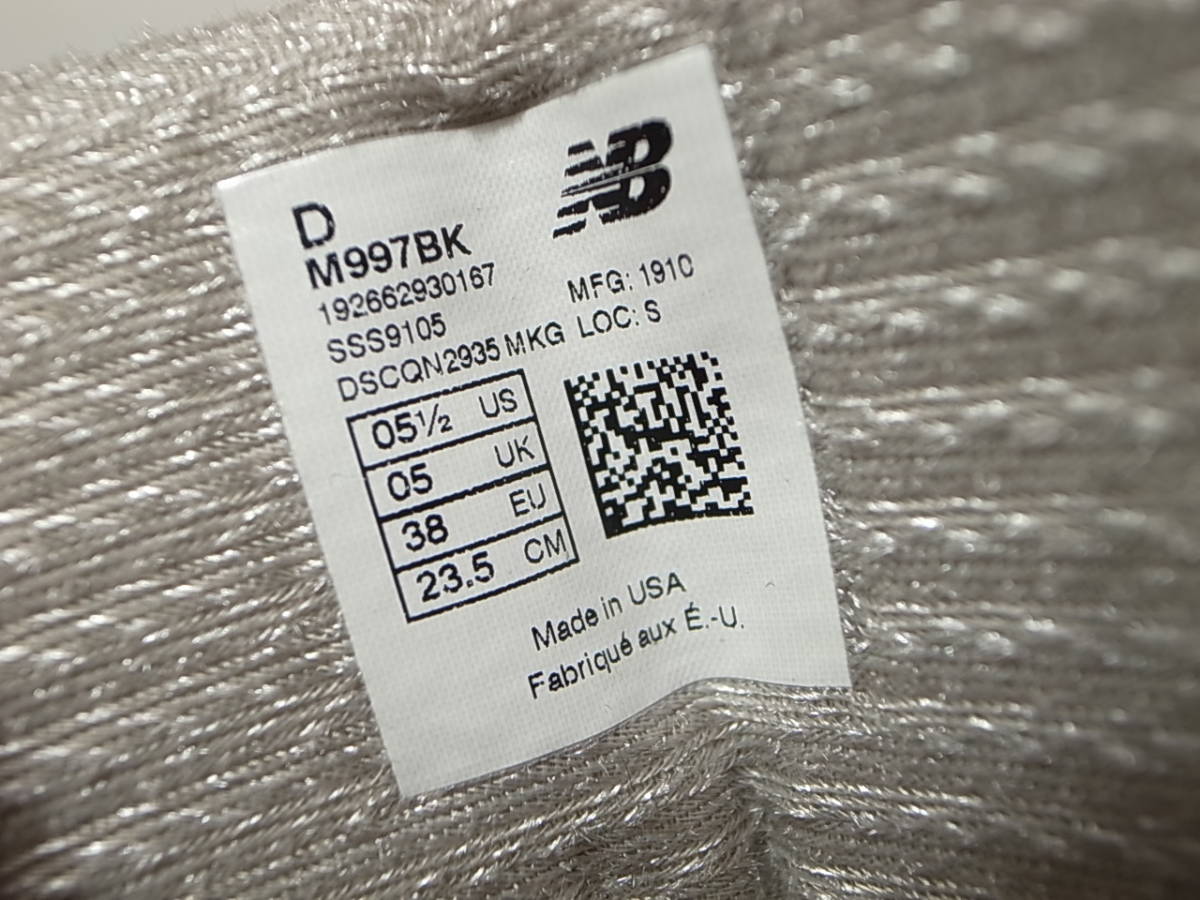 NB
D
M997BK
192662930167
MFG: 1910
SSS9105
LOC: S
DSCQN2935 MKG
05½ US
05 UK
38 EU
23.5 CM
Made in USA
Fabriqué aux É.-U.